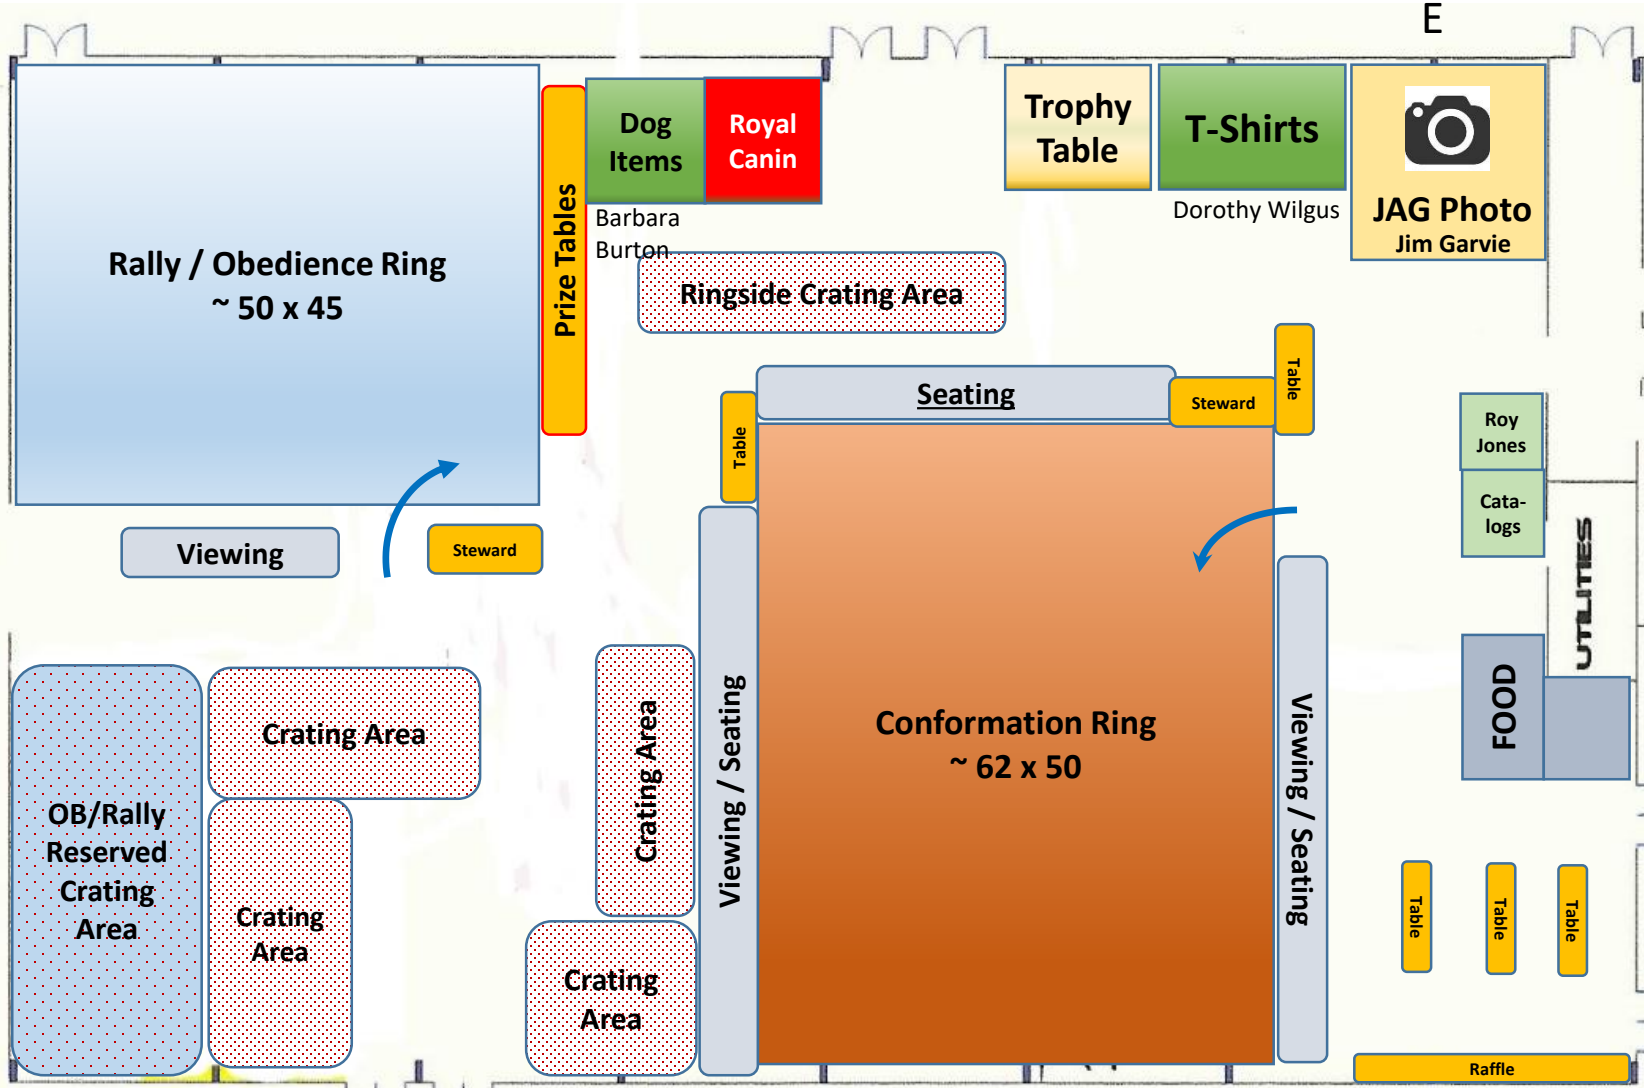 E
Dog
Items
Royal
Canin
Trophy
Table
T-Shirts
JAG Photo
Jim Garvie
Barbara
Burton
Dorothy Wilgus
Prize Tables
Rally / Obedience Ring
~ 50 x 45
Ringside Crating Area
Seating
Steward
Table
Table
Roy
Jones
Cata-
logs
UTILITIES
Viewing
Steward
Crating Area
Crating Area
Viewing / Seating
Conformation Ring
~ 62 x 50
Viewing / Seating
FOOD
OB/Rally
Reserved
Crating
Area
Crating
Area
Crating
Area
Table
Table
Table
Raffle